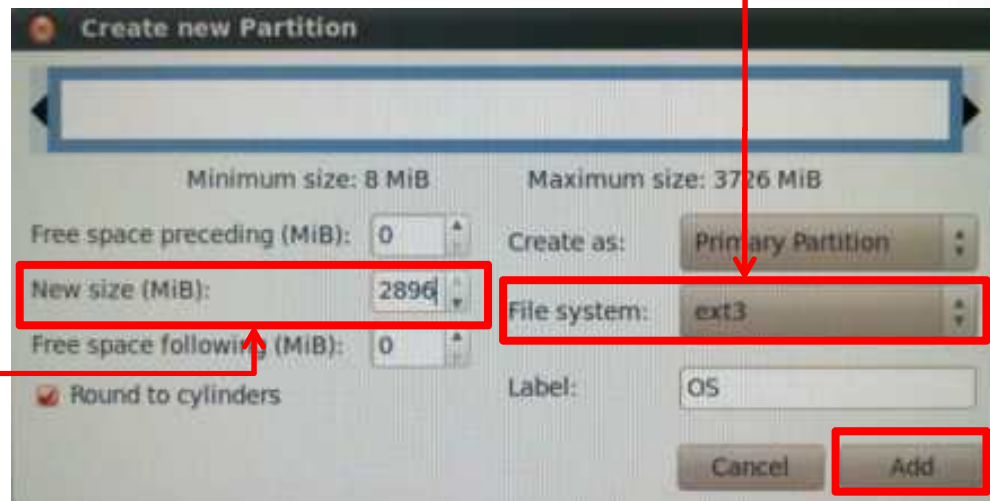 Create new Partition
Minimum size: 8 MiB
Maximum size: 3726 MiB
Free space preceding (MiB): 0
Create as: Primary Partition
New size (MiB): 2896
File system: ext3
Free space following (MiB): 0
Round to cylinders
Label: OS
Cancel
Add